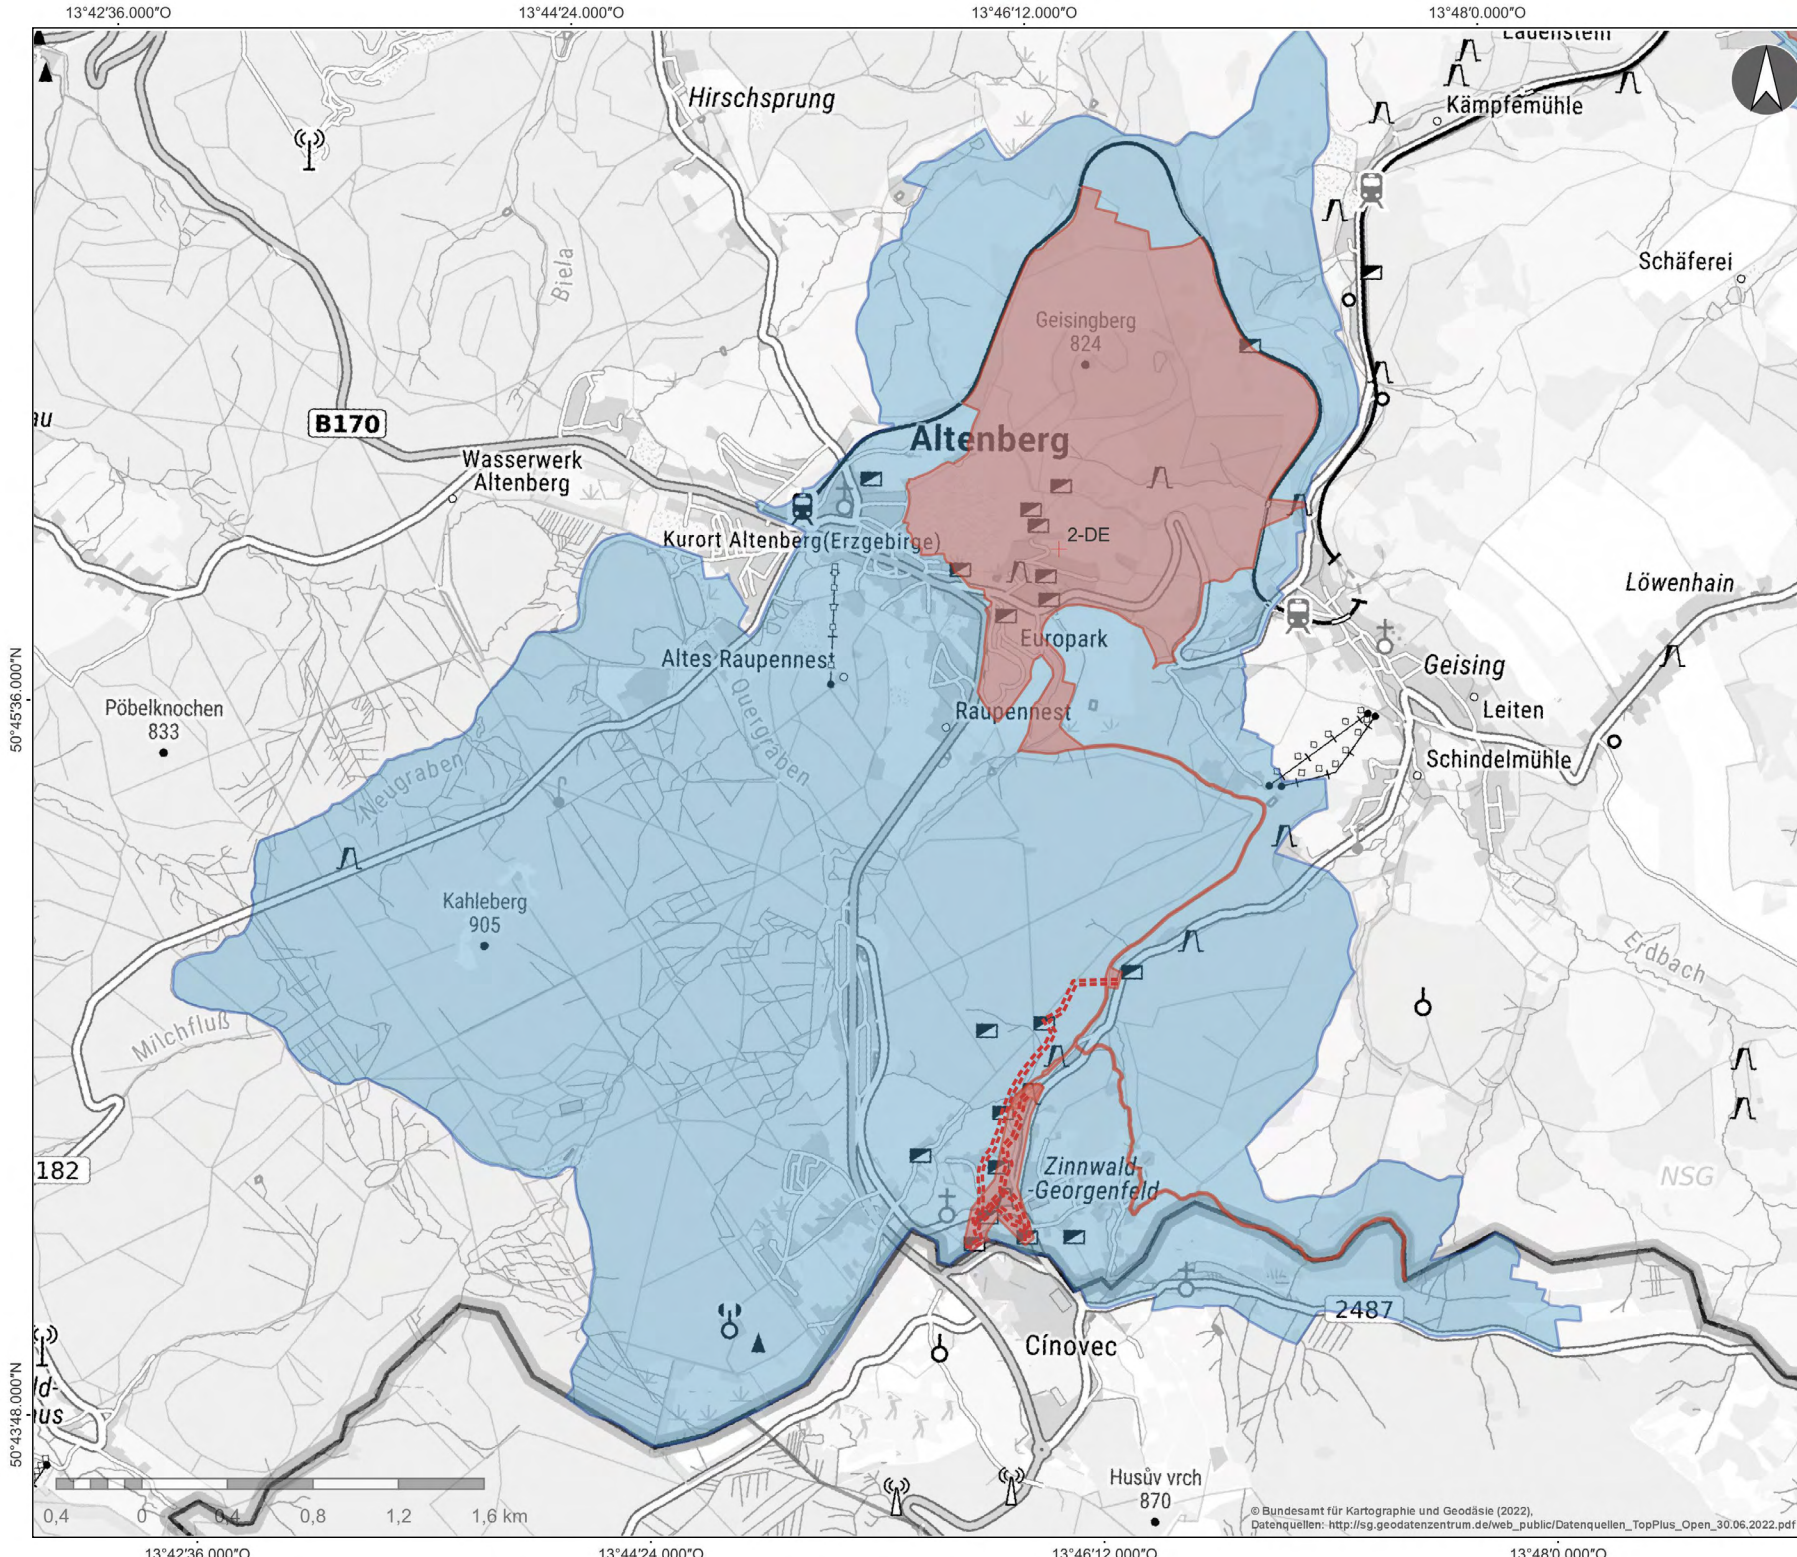 13°42'36.000"O
13°44'24.000"O
13°46'12.000"O
13°48'0.000"O
Lauenstein
Hirschsprung
Kämpfemühle
Biela
Schäferei
Geisingberg
824
au
B170
Altenberg
Wasserwerk
Altenberg
2-DE
Kurort Altenberg(Erzgebirge)
Löwenhain
Europark
Altes Raupennest
Geising
50°45'36.000"N
Pöbelknochen
833
Quergraben
Raupennest
Leiten
Neugraben
Schindelmühle
Kahleberg
905
Erdbach
Milchfluß
182
Zinnwald
-Georgenfeld
NSG
2487
Cínovec
ld-
us
50°43'48.000"N
Husův vrch
870
0,4
0
0,4
0,8
1,2
1,6 km
© Bundesamt für Kartographie und Geodäsie (2022),
Datenquellen: http://sg.geodatenzentrum.de/web_public/Datenquellen_TopPlus_Open_30.06.2022.pdf
13°42'36.000"O
13°44'24.000"O
13°46'12.000"O
13°48'0.000"O